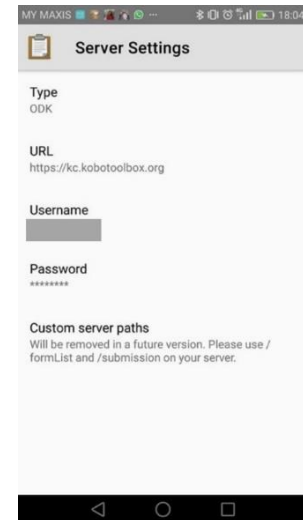 MY MAXIS ... 18:04
Server Settings
Type
ODK
URL
https://kc.kobotoolbox.org
Username
Password
********
Custom server paths
Will be removed in a future version. Please use /
formList and /submission on your server.